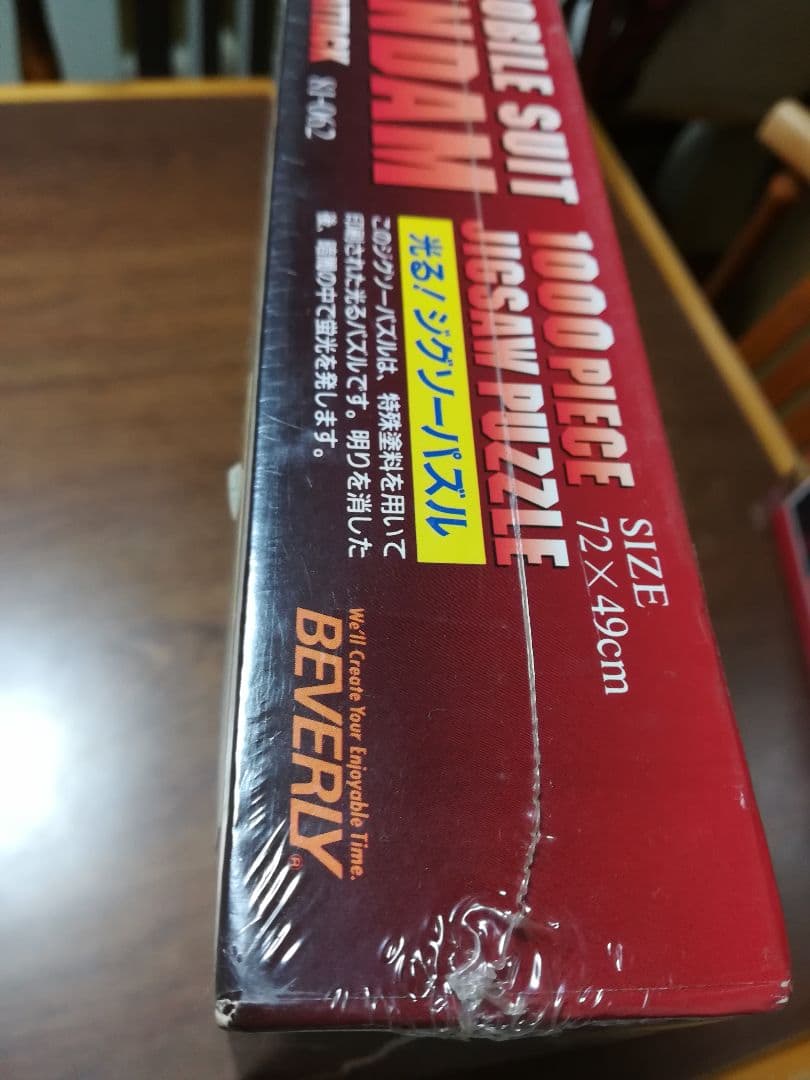 MOBILE SUIT
1000 PIECE
JIGSAW PUZZLE
SIZE
72×49cm
81-062
光る!ジグソーパズル
このジグソーパズルは、特殊塗料を用いて
印刷された光るパズルです。明りを消した
後、暗闇の中で蛍光を発します。
We'll Create Your Enjoyable Time.
BEVERLY®